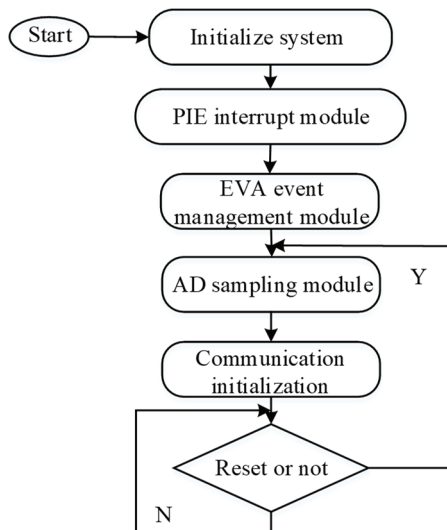 Start
Initialize system
PIE interrupt module
EVA event
management module
AD sampling module
Y
Communication
initialization
Reset or not
N